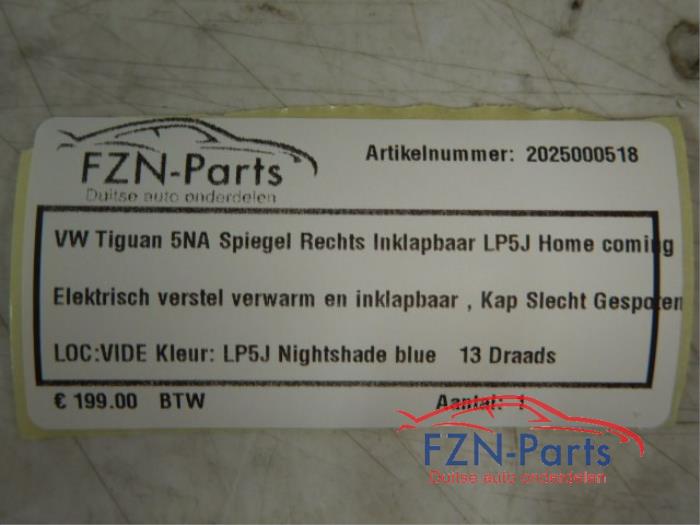 FZN-Parts
Duitse auto onderdelen
Artikelnummer: 2025000518
VW Tiguan 5NA Spiegel Rechts Inklapbaar LP5J Home coming
Elektrisch verstel verwarm en inklapbaar , Kap Slecht Gespoten
LOC:VIDE Kleur: LP5J Nightshade blue 13 Draads
€ 199.00 BTW
Aantal: 1
FZN-Parts
Duitse auto onderdelen